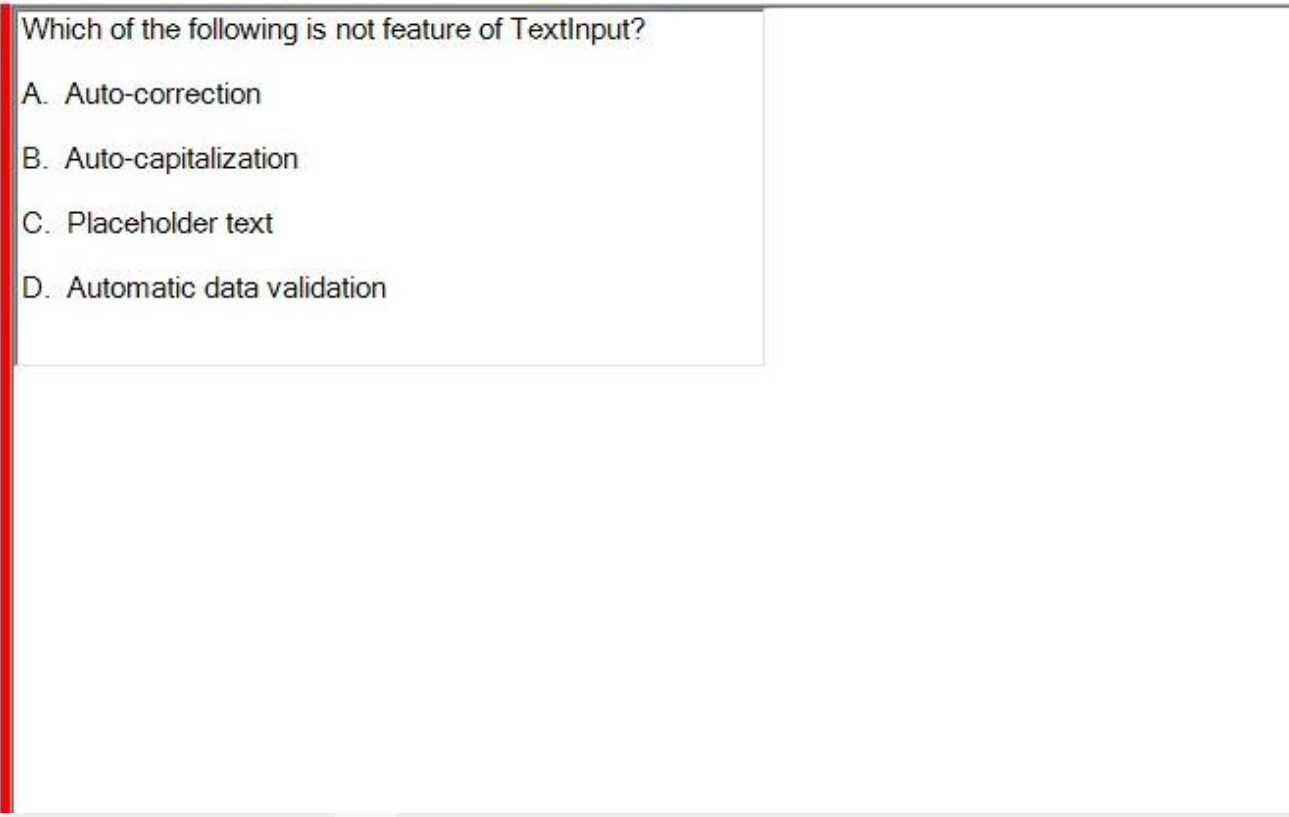 Which of the following is not feature of TextInput?
A. Auto-correction
B. Auto-capitalization
C. Placeholder text
D. Automatic data validation